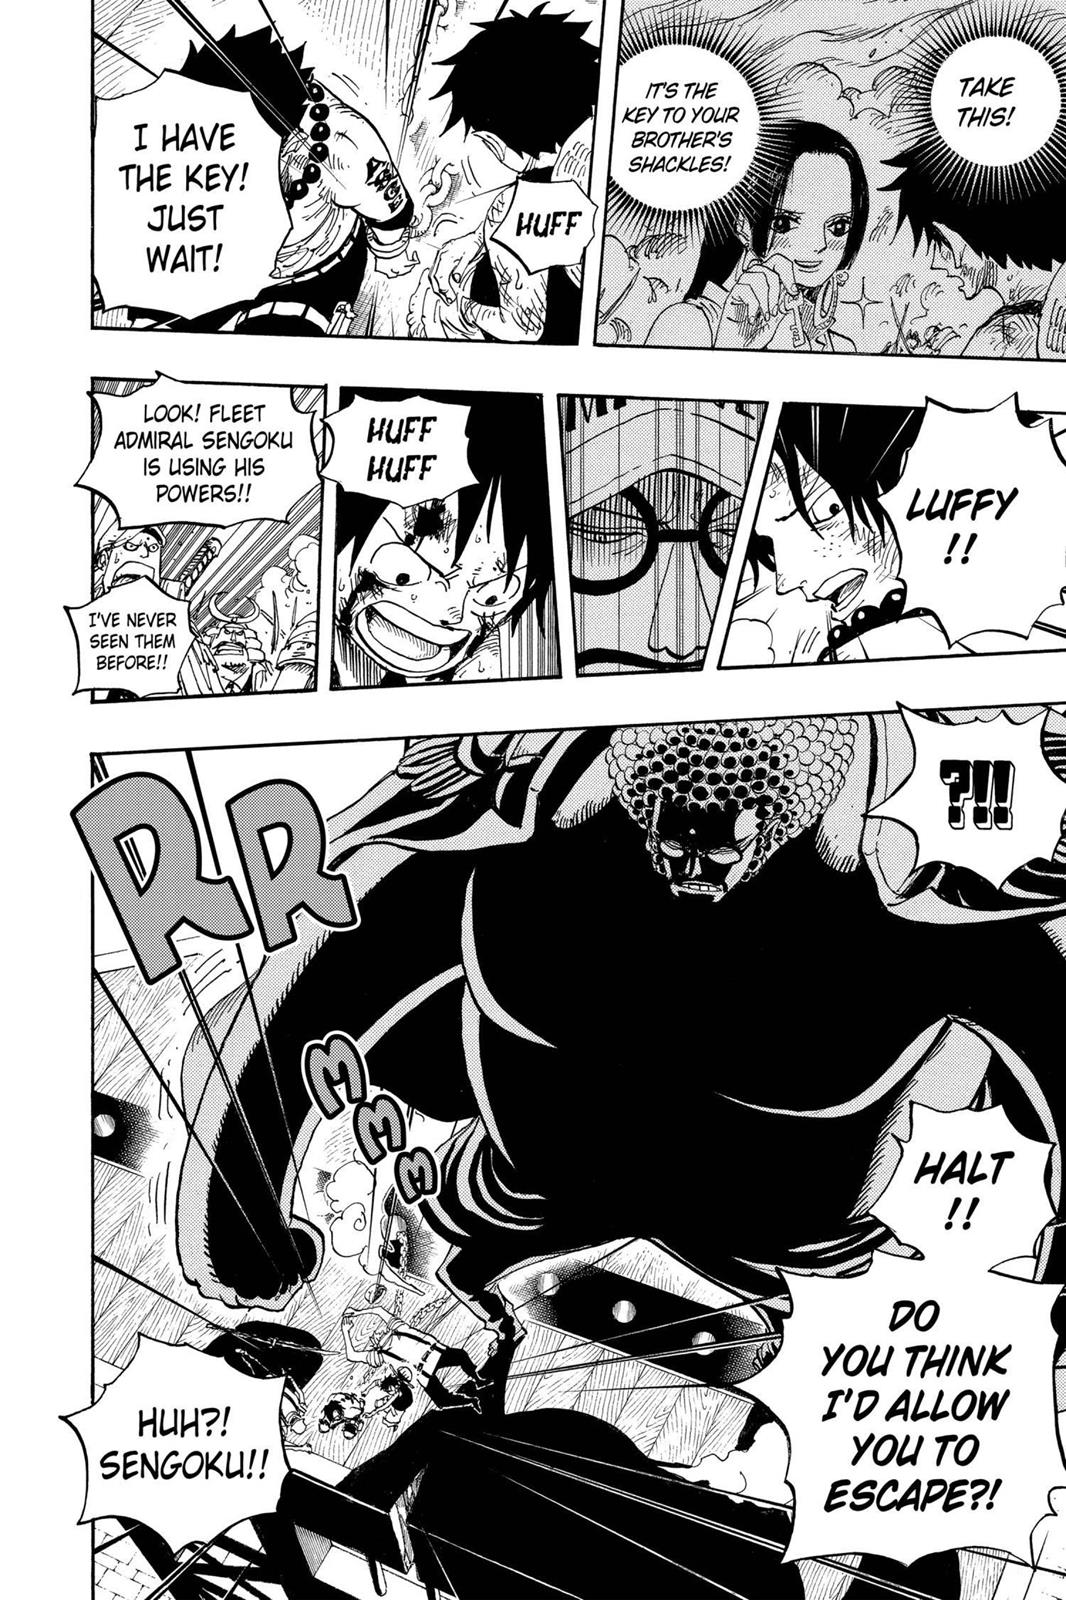 TAKE
THIS!
IT'S THE
KEY TO YOUR
BROTHER'S
SHACKLES!
HUFF
I HAVE
THE KEY!
JUST
WAIT!
LUFFY
!!
HUFF
HUFF
LOOK! FLEET
ADMIRAL SENGOKU
IS USING HIS
POWERS!!
I'VE NEVER
SEEN THEM
BEFORE!!
?!!
RR
MMM
HALT
!!
DO
YOU THINK
I'D ALLOW
YOU TO
ESCAPE?!
HUH?!
SENGOKU!!